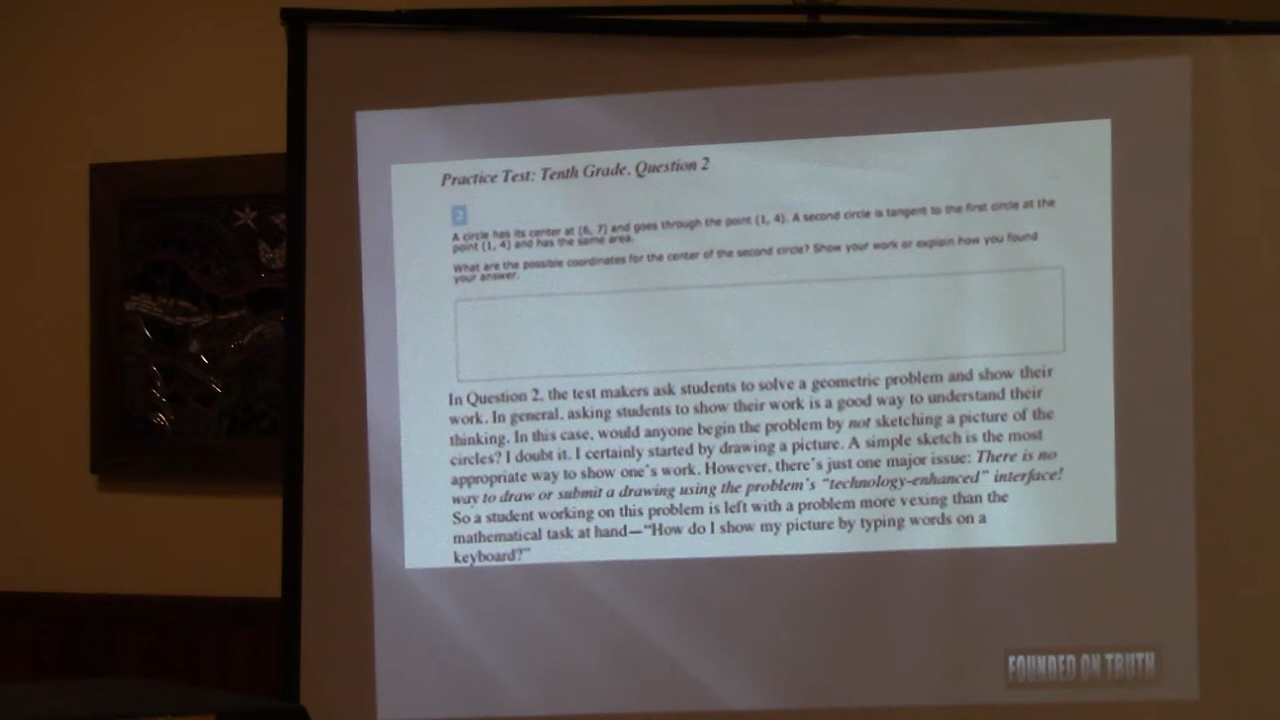 Practice Test: Tenth Grade, Question 2
2
A circle has its center at (6, 7) and goes through the point (1, 4). A second circle is tangent to the first circle at the
point (1, 4) and has the same area.
What are the possible coordinates for the center of the second circle? Show your work or explain how you found
your answer.
In Question 2, the test makers ask students to solve a geometric problem and show their
work. In general, asking students to show their work is a good way to understand their
thinking. In this case, would anyone begin the problem by not sketching a picture of the
circles? I doubt it. I certainly started by drawing a picture. A simple sketch is the most
appropriate way to show one's work. However, there's just one major issue: There is no
way to draw or submit a drawing using the problem's "technology-enhanced" interface!
So a student working on this problem is left with a problem more vexing than the
mathematical task at hand—"How do I show my picture by typing words on a
keyboard?"
FOUNDED ON TRUTH